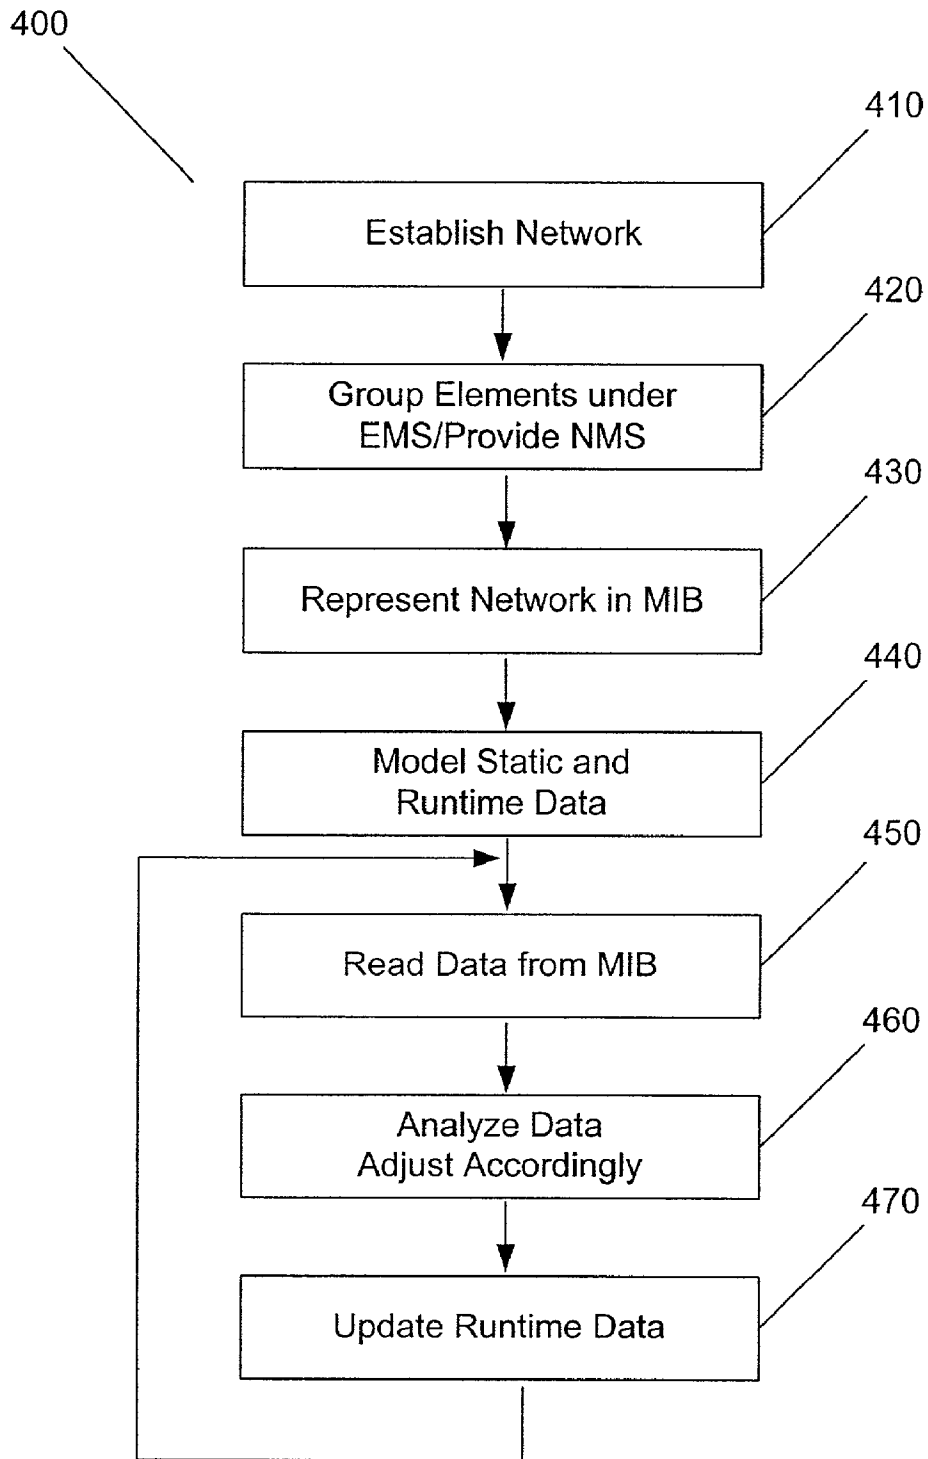 400
410
Establish Network
420
Group Elements under
EMS/Provide NMS
430
Represent Network in MIB
440
Model Static and
Runtime Data
450
Read Data from MIB
460
Analyze Data
Adjust Accordingly
470
Update Runtime Data